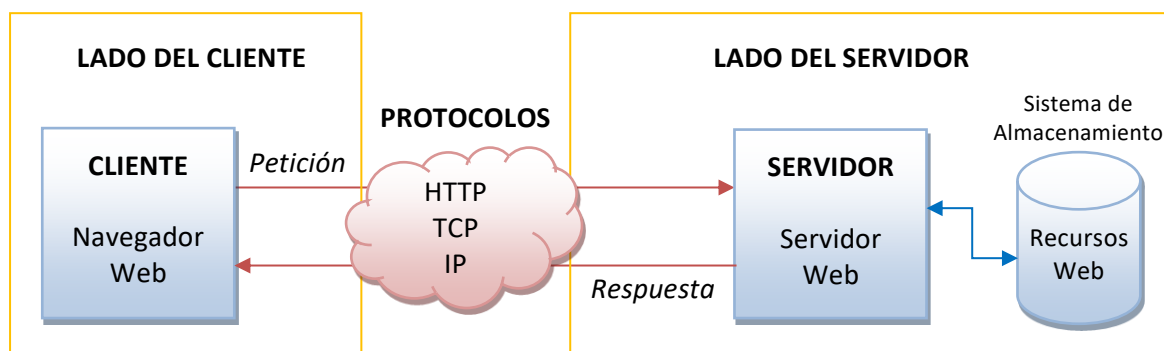 LADO DEL CLIENTE
CLIENTE
Navegador
Web
Petición
PROTOCOLOS
HTTP
TCP
IP
Respuesta
LADO DEL SERVIDOR
SERVIDOR
Servidor
Web
Sistema de
Almacenamiento
Recursos
Web